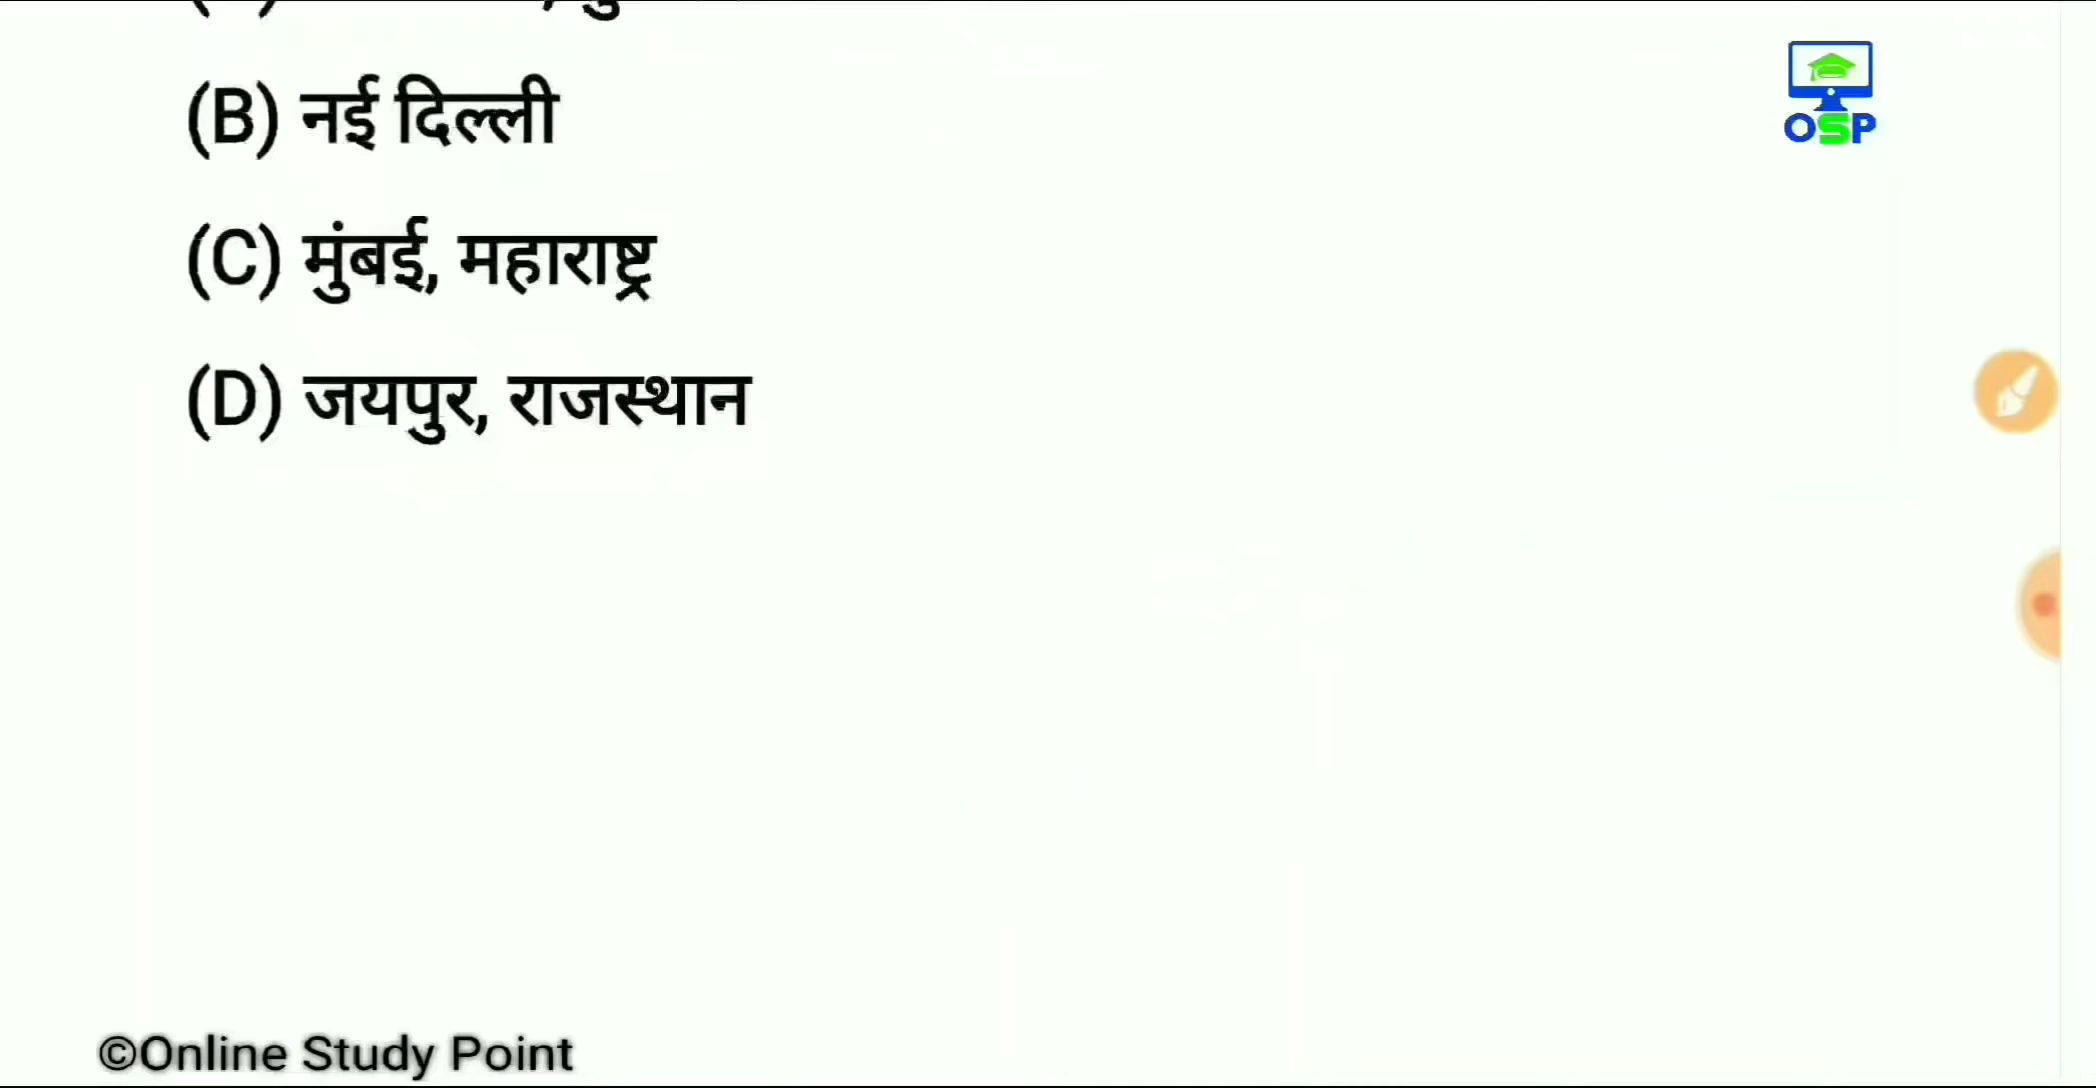 (B) नई दिल्ली
(C) मुंबई, महाराष्ट्र
(D) जयपुर, राजस्थान
OSP
©Online Study Point